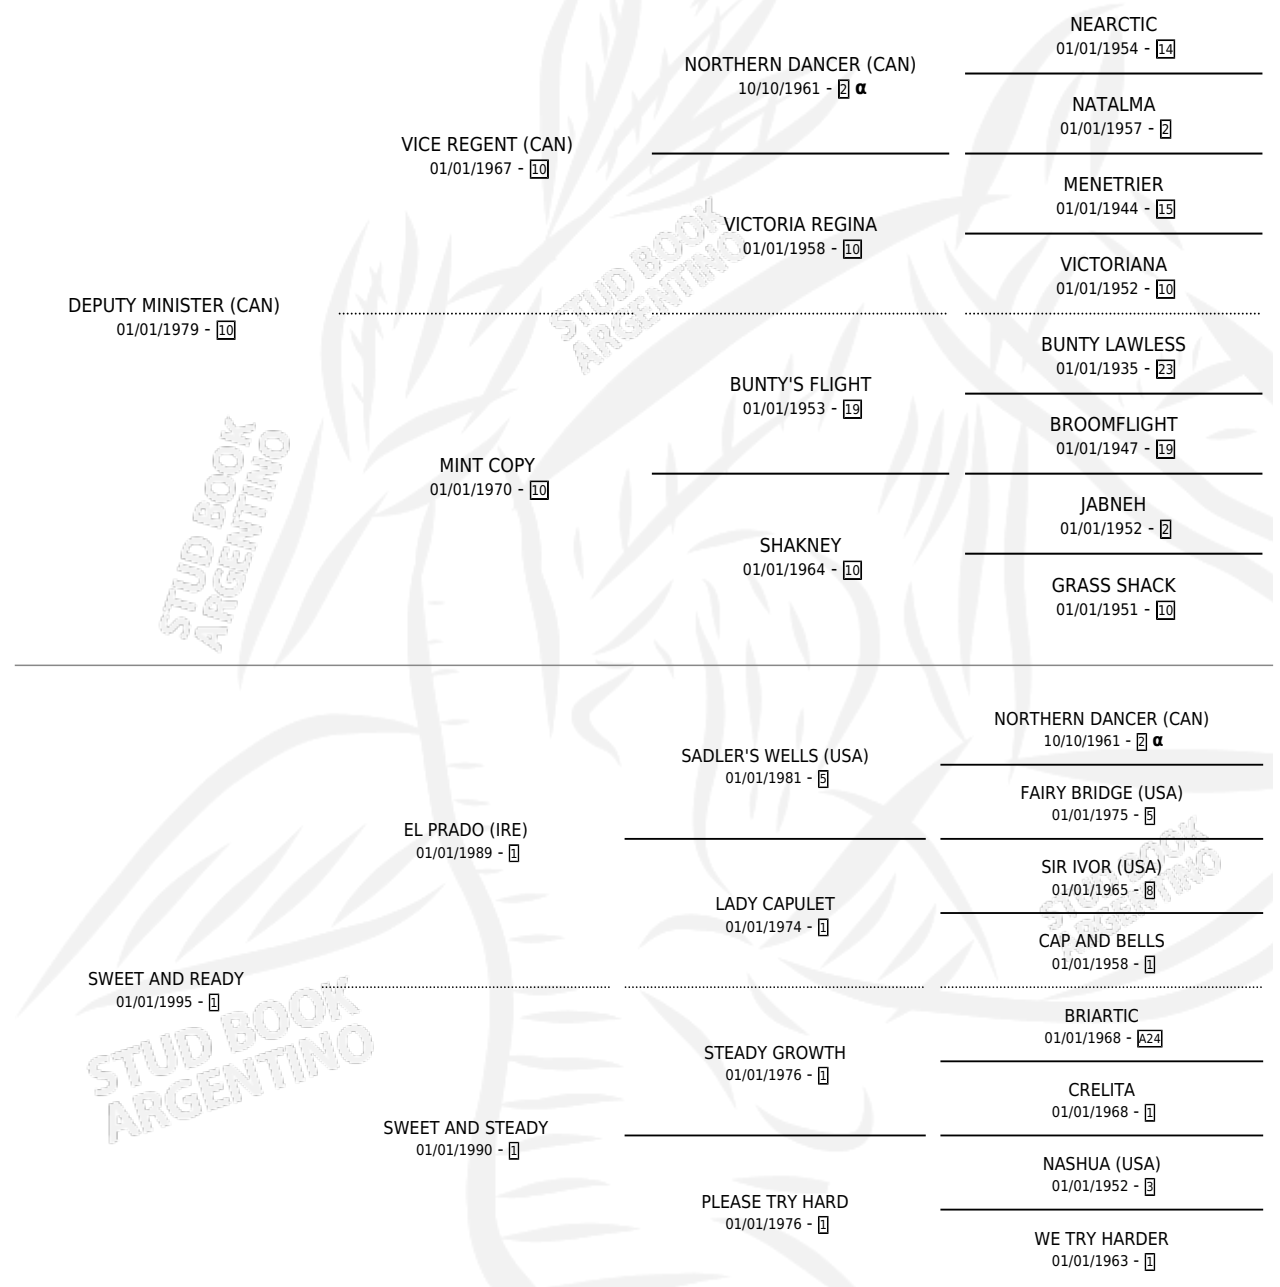 NEARCTIC
01/01/1954 - 14
NORTHERN DANCER (CAN)
10/10/1961 - 2 α
NATALMA
01/01/1957 - 2
VICE REGENT (CAN)
01/01/1967 - 10
MENETRIER
01/01/1944 - 15
VICTORIA REGINA
01/01/1958 - 10
VICTORIANA
01/01/1952 - 10
DEPUTY MINISTER (CAN)
01/01/1979 - 10
BUNTY LAWLESS
01/01/1935 - 23
BUNTY'S FLIGHT
01/01/1953 - 19
BROOMFLIGHT
01/01/1947 - 19
MINT COPY
01/01/1970 - 10
JABNEH
01/01/1952 - 2
SHAKNEY
01/01/1964 - 10
GRASS SHACK
01/01/1951 - 10
STUD BOOK
ARGENTINO
STUD BOOK
ARGENTINO
NORTHERN DANCER (CAN)
10/10/1961 - 2 α
SADLER'S WELLS (USA)
01/01/1981 - 5
FAIRY BRIDGE (USA)
01/01/1975 - 5
EL PRADO (IRE)
01/01/1989 - 1
SIR IVOR (USA)
01/01/1965 - 8
LADY CAPULET
01/01/1974 - 1
CAP AND BELLS
01/01/1958 - 1
SWEET AND READY
01/01/1995 - 1
BRIARTIC
01/01/1968 - A24
STEADY GROWTH
01/01/1976 - 1
CRELITA
01/01/1968 - 1
SWEET AND STEADY
01/01/1990 - 1
NASHUA (USA)
01/01/1952 - 3
PLEASE TRY HARD
01/01/1976 - 1
WE TRY HARDER
01/01/1963 - 1
STUD BOOK
ARGENTINO
STUD BOOK
ARGENTINO